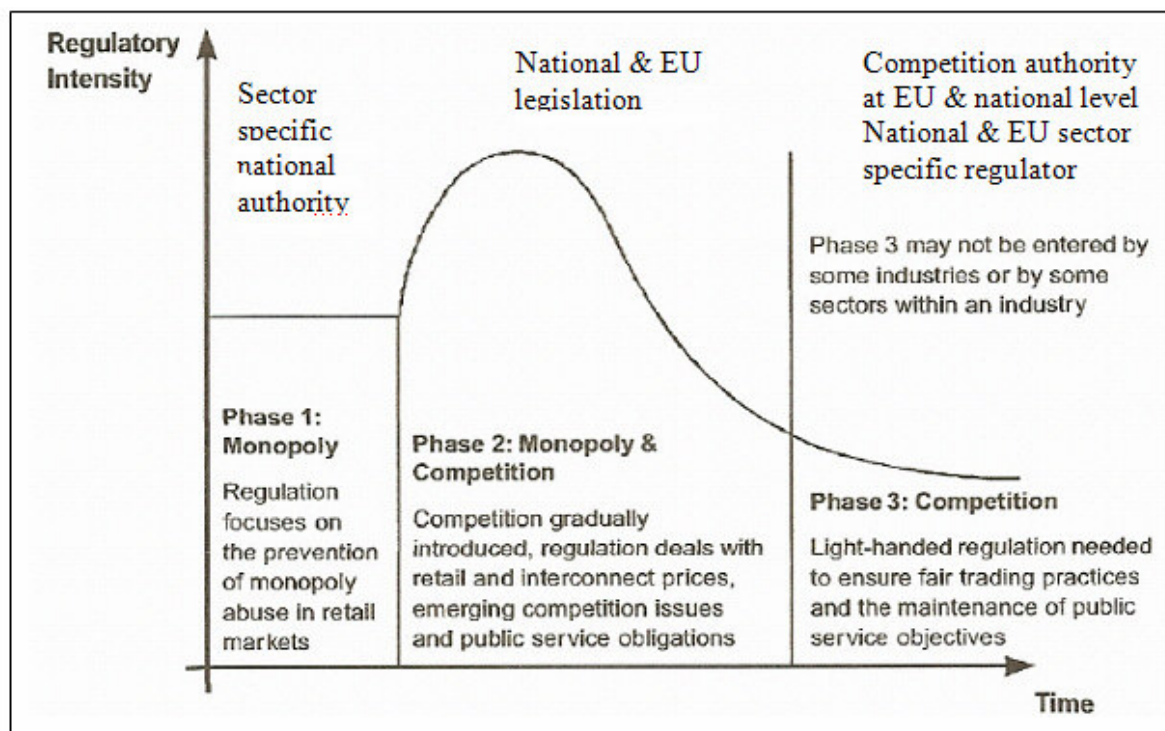 Regulatory
Intensity
Sector
specific
national
authority
National & EU
legislation
Competition authority
at EU & national level
National & EU sector
specific regulator
Phase 3 may not be entered by
some industries or by some
sectors within an industry
Phase 1:
Monopoly
Regulation
focuses on
the prevention
of monopoly
abuse in retail
markets
Phase 2: Monopoly &
Competition
Competition gradually
introduced, regulation deals with
retail and interconnect prices,
emerging competition issues
and public service obligations
Phase 3: Competition
Light-handed regulation needed
to ensure fair trading practices
and the maintenance of public
service objectives
Time